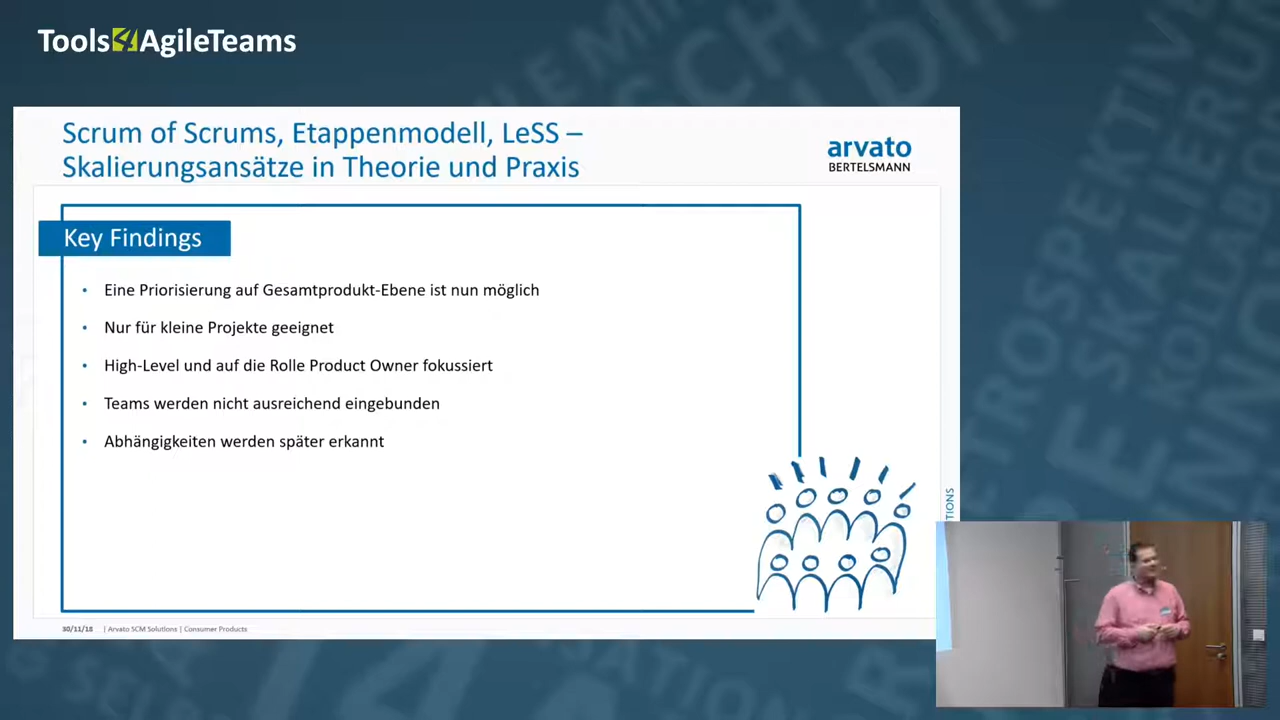 Tools4AgileTeams
Scrum of Scrums, Etappenmodell, LeSS –
Skalierungsansätze in Theorie und Praxis
arvato
BERTELSMANN
Key Findings
• Eine Priorisierung auf Gesamtprodukt-Ebene ist nun möglich
• Nur für kleine Projekte geeignet
• High-Level und auf die Rolle Product Owner fokussiert
• Teams werden nicht ausreichend eingebunden
• Abhängigkeiten werden später erkannt
30/11/18 | Arvato SCM Solutions | Consumer Products